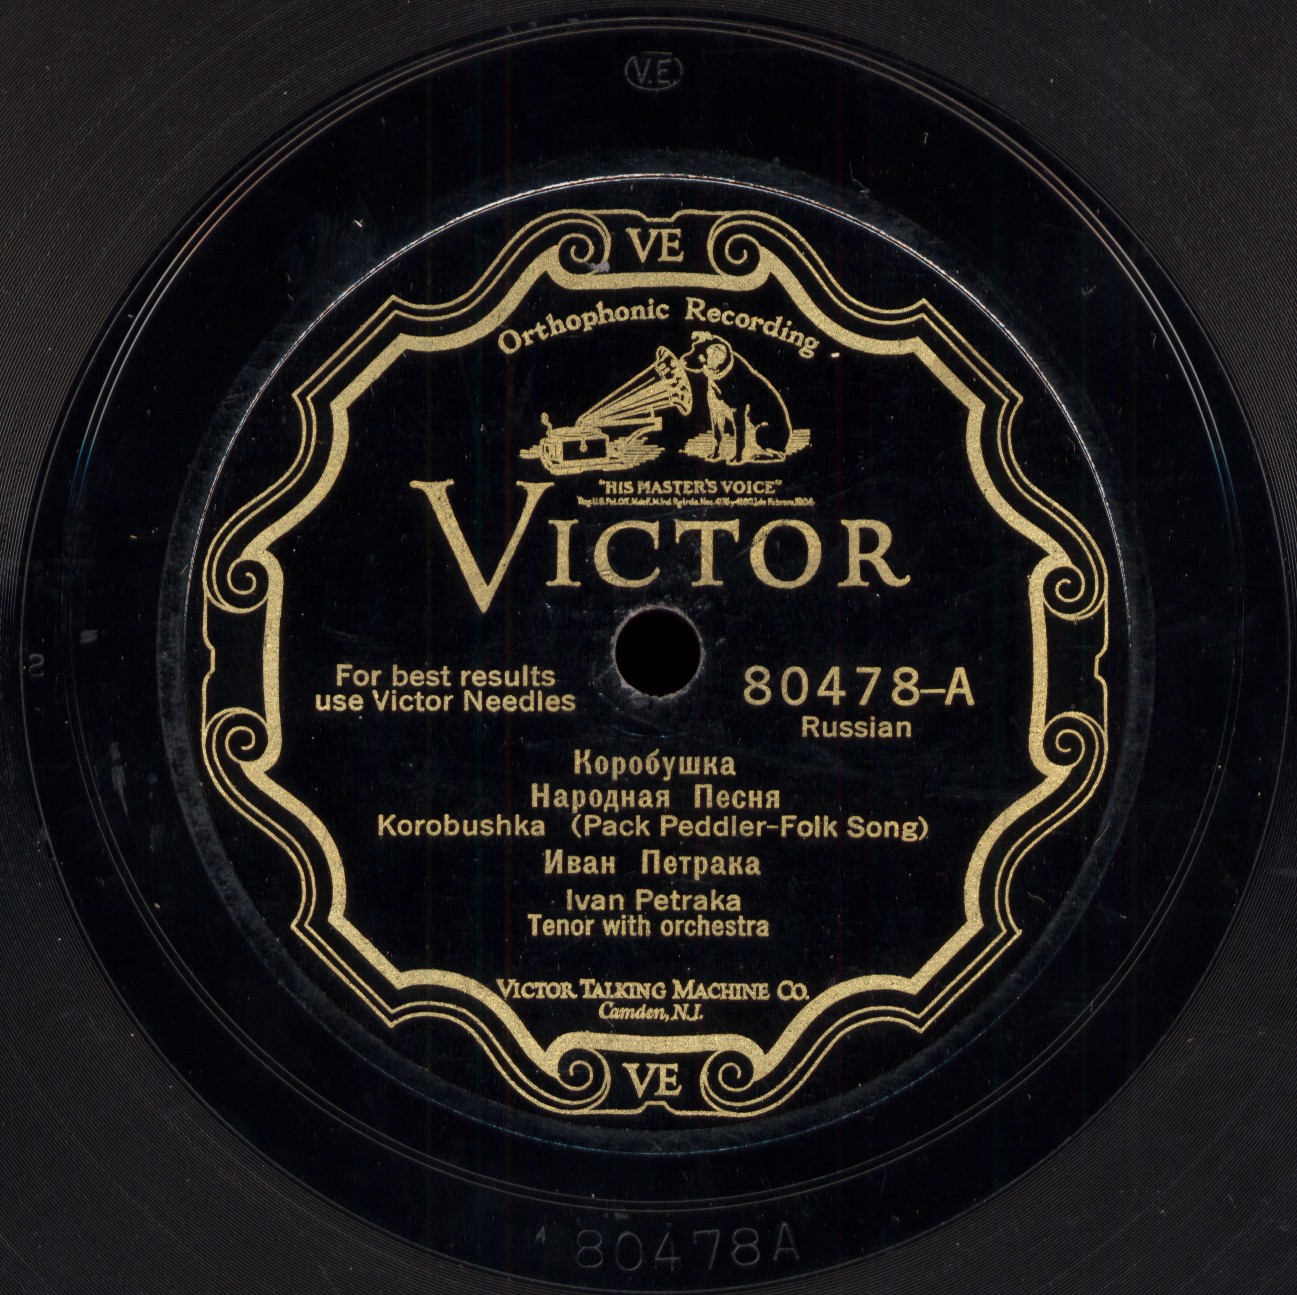 V.E.
VE
Orthophonic Recording
"HIS MASTER'S VOICE"
VICTOR
For best results
use Victor Needles
80478-A
Russian
Коробушка
Народная Песня
Korobushka (Pack Peddler-Folk Song)
Иван Петрака
Ivan Petraka
Tenor with orchestra
VICTOR TALKING MACHINE CO.
Camden, N.J.
VE
80478A
2